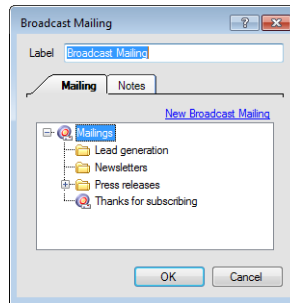 Broadcast Mailing
Label Broadcast Mailing
Mailing Notes
New Broadcast Mailing
Mailings
Lead generation
Newsletters
Press releases
Thanks for subscribing
OK Cancel